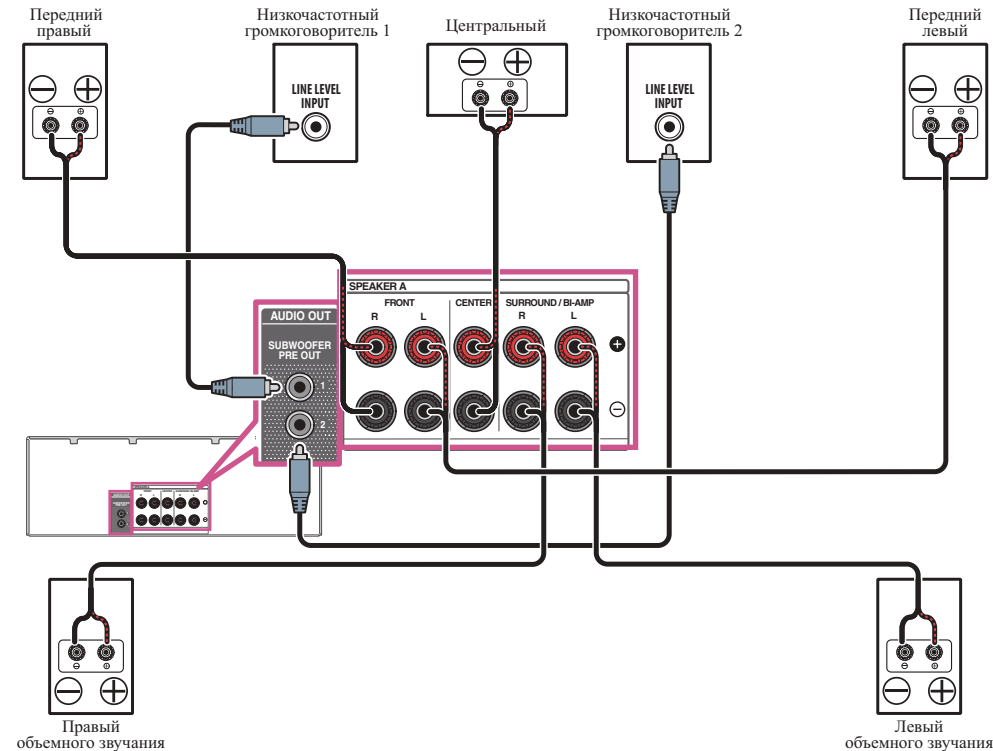 Передний
правый
Низкочастотный
громкоговоритель 1
Центральный
Низкочастотный
громкоговоритель 2
Передний
левый
LINE LEVEL
INPUT
LINE LEVEL
INPUT
SPEAKER A
FRONT
CENTER
SURROUND / BI-AMP
R
L
R
L
AUDIO OUT
SUBWOOFER
PRE OUT
1
2
Правый
объемного звучания
Левый
объемного звучания